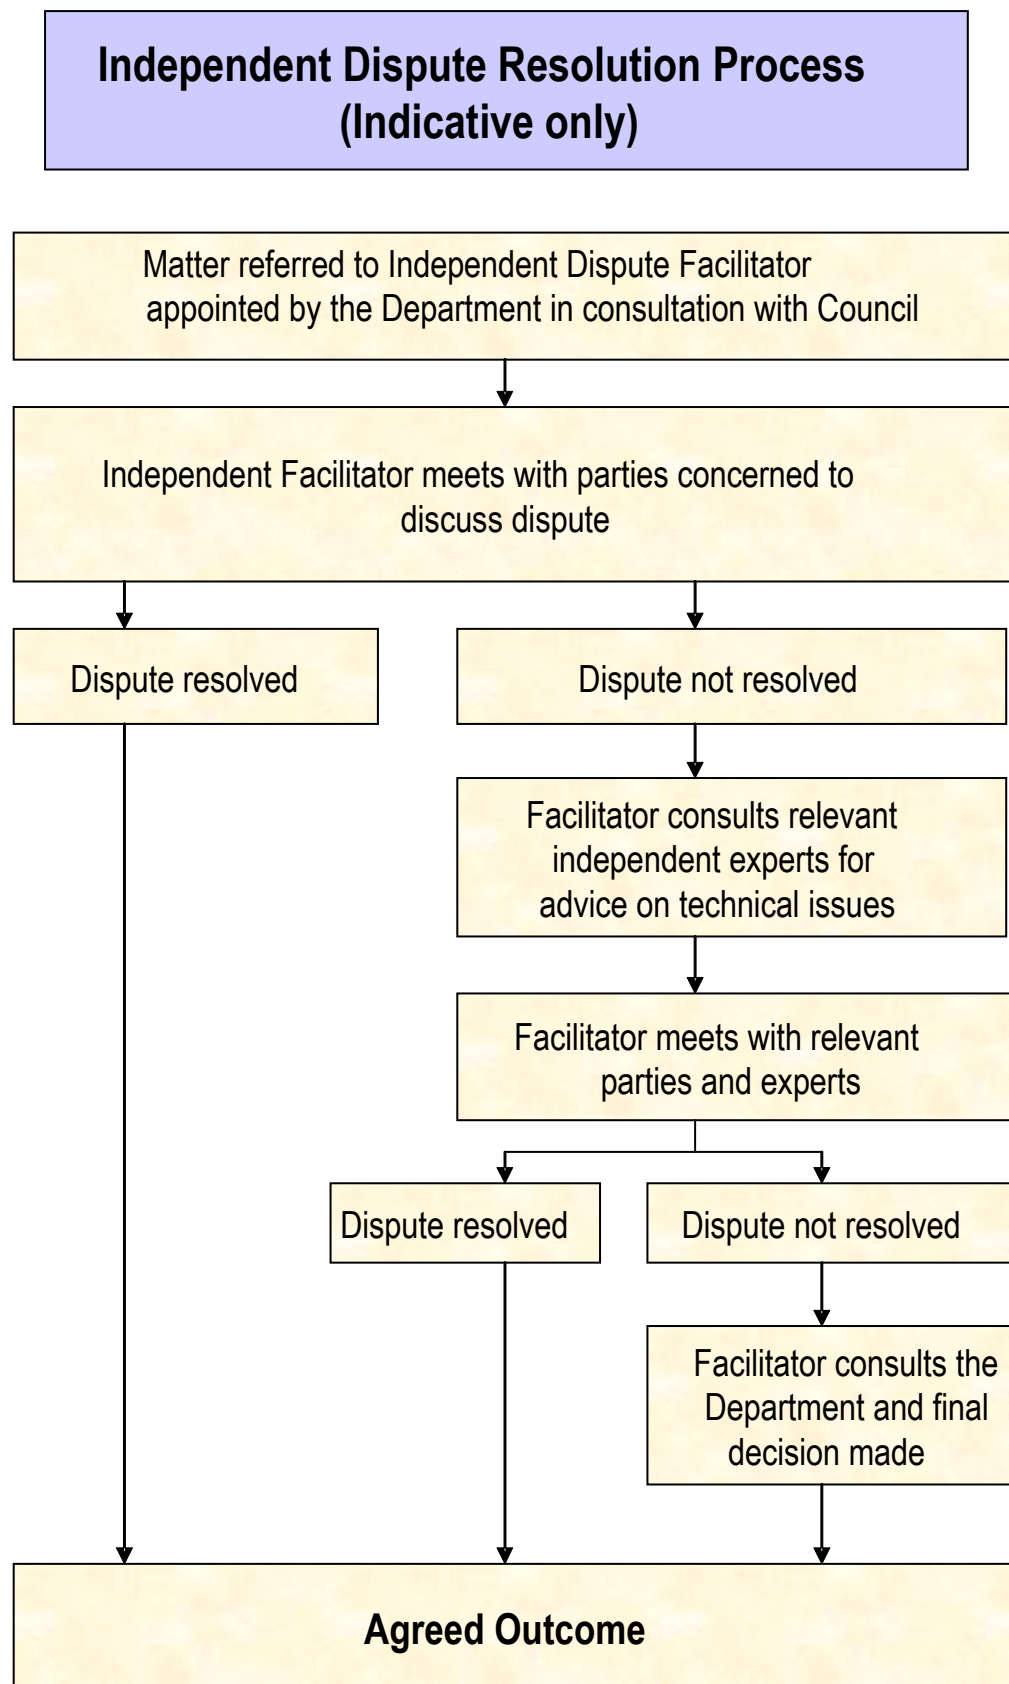 Independent Dispute Resolution Process
(Indicative only)
Matter referred to Independent Dispute Facilitator
appointed by the Department in consultation with Council
Independent Facilitator meets with parties concerned to
discuss dispute
Dispute resolved
Dispute not resolved
Facilitator consults relevant
independent experts for
advice on technical issues
Facilitator meets with relevant
parties and experts
Dispute resolved
Dispute not resolved
Facilitator consults the
Department and final
decision made
Agreed Outcome